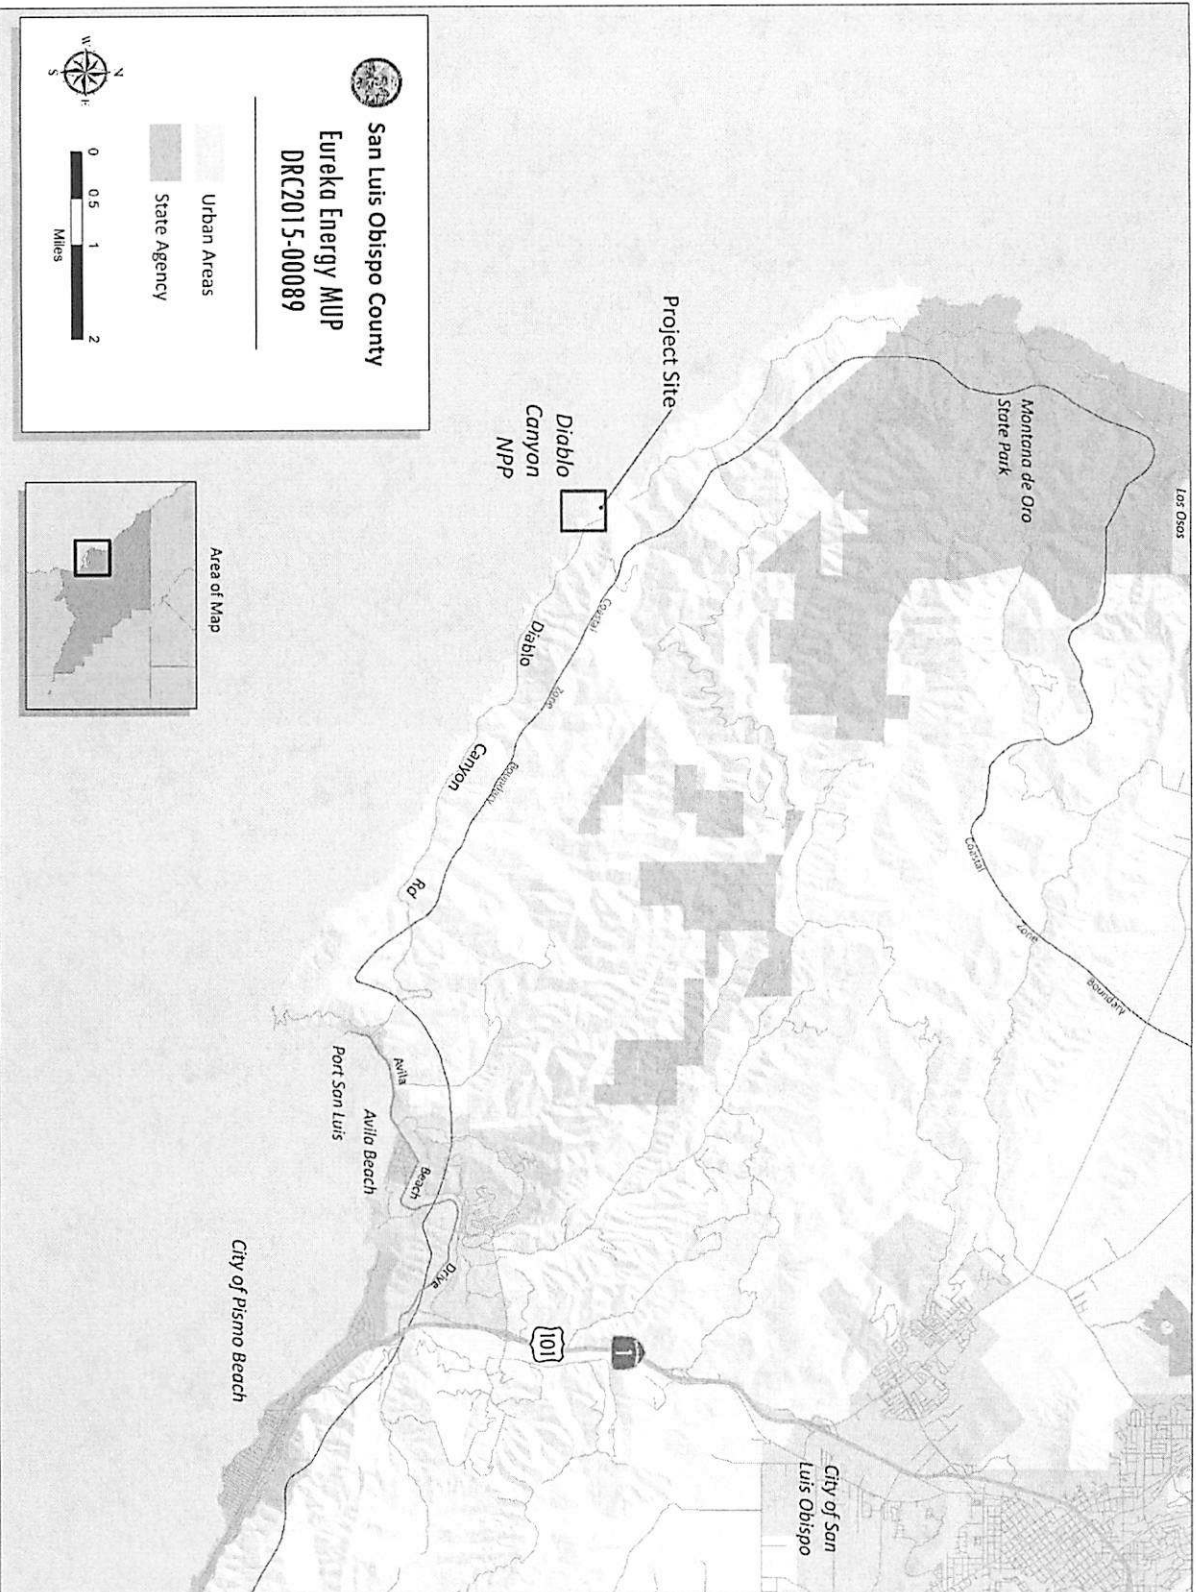 San Luis Obispo County
Eureka Energy MUP
DRC2015-00089
Urban Areas
State Agency
N
W
E
S
0
0.5
1
2
Miles
Area of Map
Project Site
Diablo
Canyon
NPP
Montana de Oro
State Park
Los Osos
Coastal
Zone
Boundary
Diablo
Canyon
Rd
Coastal
Zone
Boundary
Avila
Beach
Drive
Port San Luis
Avila Beach
City of Pismo Beach
101
1
City of San
Luis Obispo